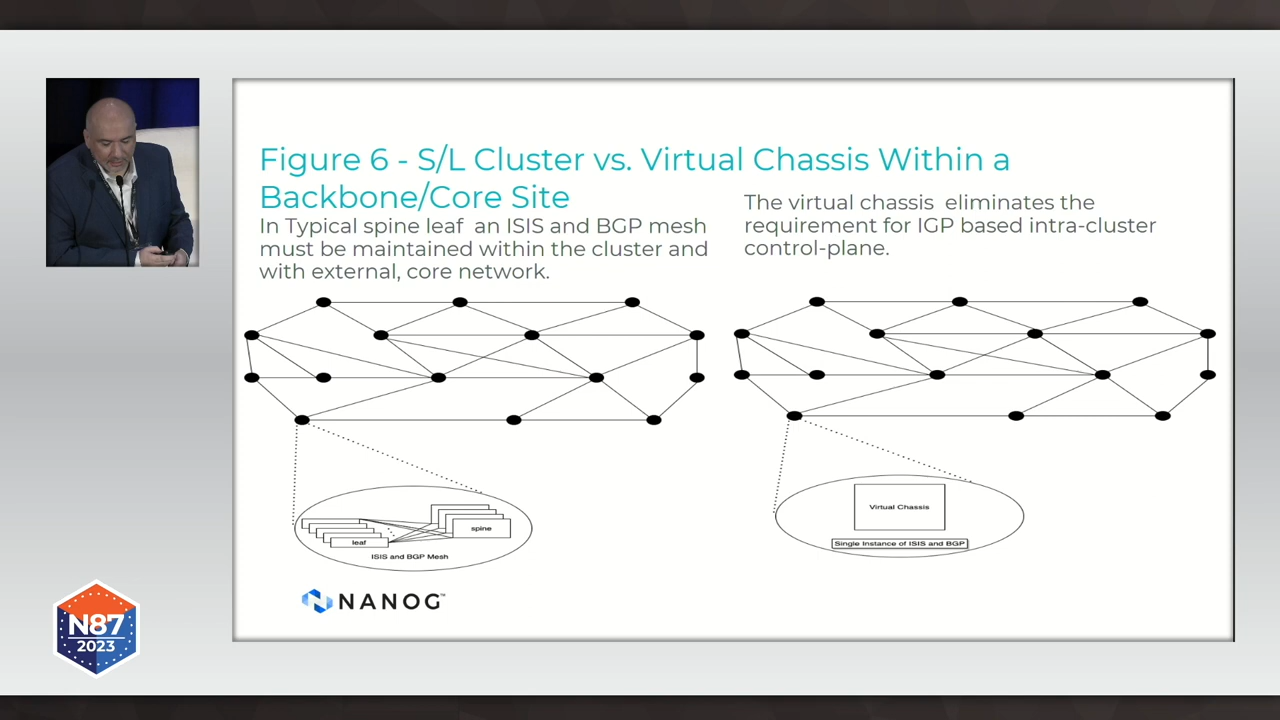 Figure 6 - S/L Cluster vs. Virtual Chassis Within a
Backbone/Core Site
In Typical spine leaf an ISIS and BGP mesh
must be maintained within the cluster and
with external, core network.
The virtual chassis eliminates the
requirement for IGP based intra-cluster
control-plane.
leaf
spine
ISIS and BGP Mesh
Virtual Chassis
Single Instance of ISIS and BGP
NANOG™
N87
2023